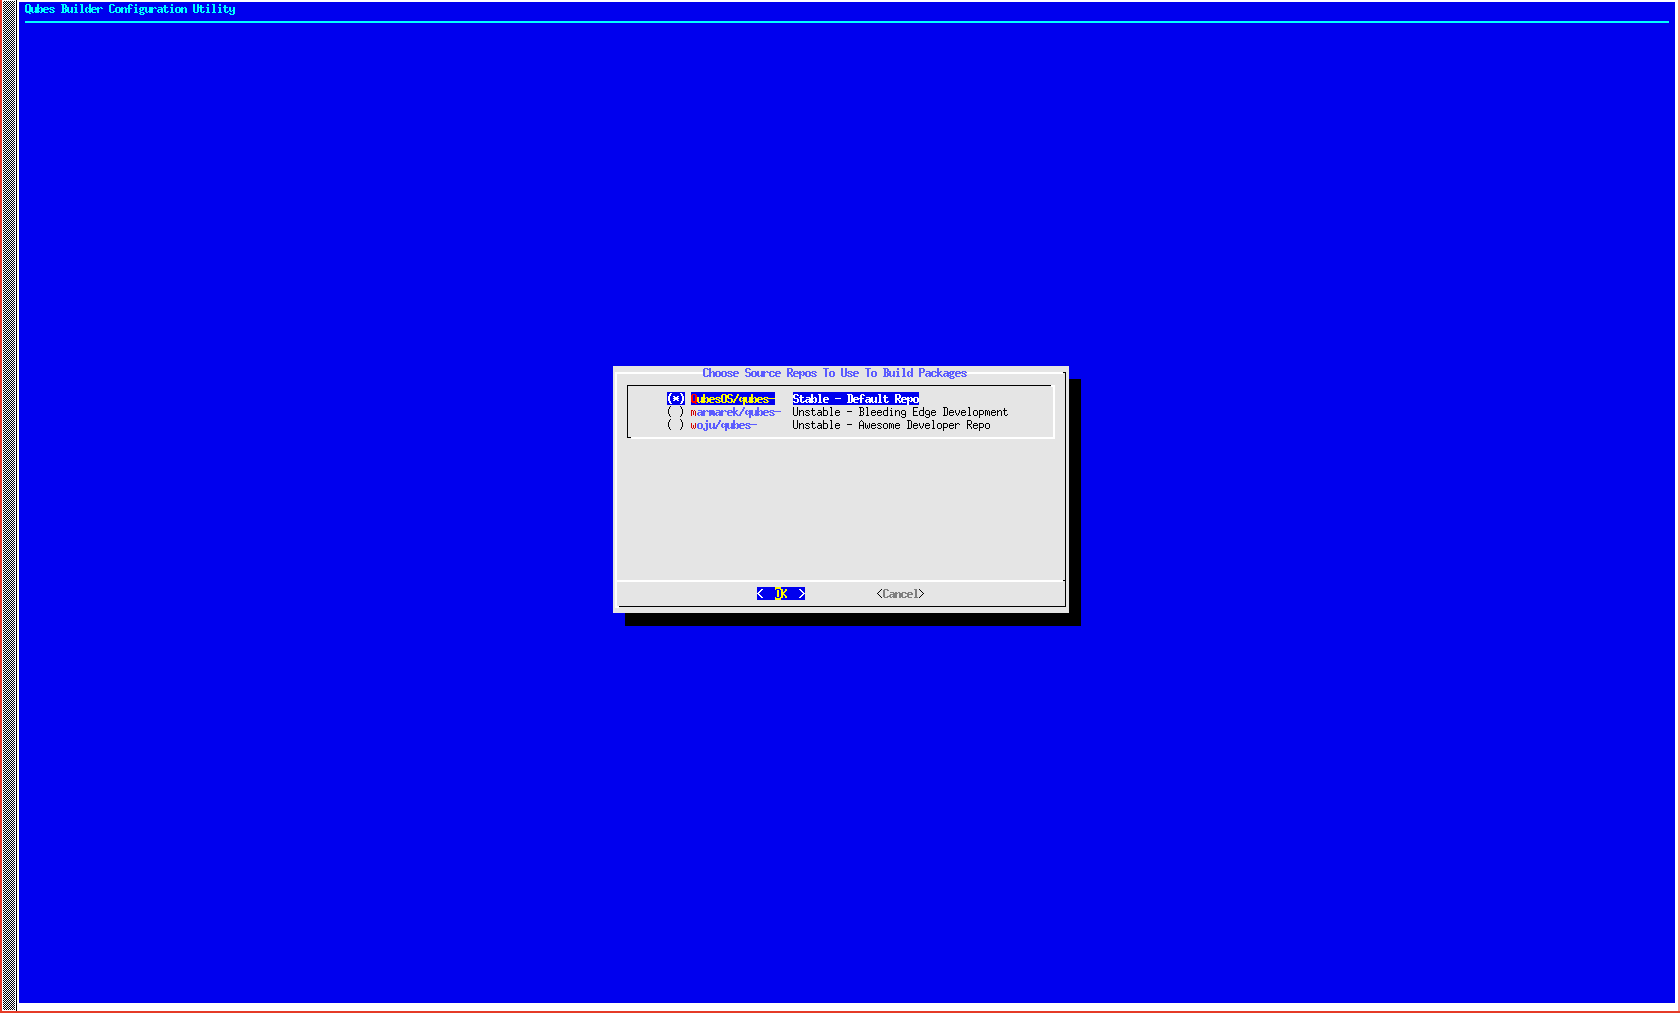 Qubes Builder Configuration Utility
Choose Source Repos To Use To Build Packages
(*) QubesOS/qubes- Stable - Default Repo
( ) marmarek/qubes- Unstable - Bleeding Edge Development
( ) woju/qubes- Unstable - Awesome Developer Repo
< OK > <Cancel>